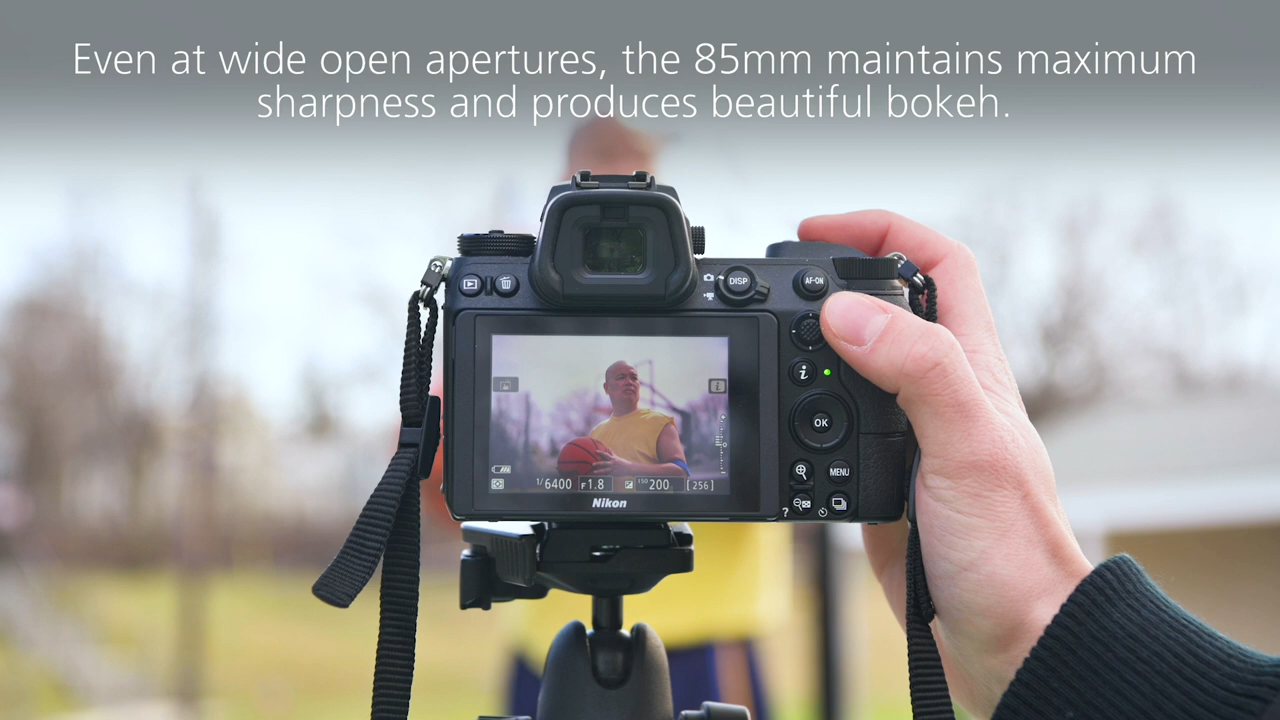 Even at wide open apertures, the 85mm maintains maximum
sharpness and produces beautiful bokeh.
DISP
AF-ON
i
i
OK
1/6400 F1.8 ISO 200 [256]
MENU
Nikon
?